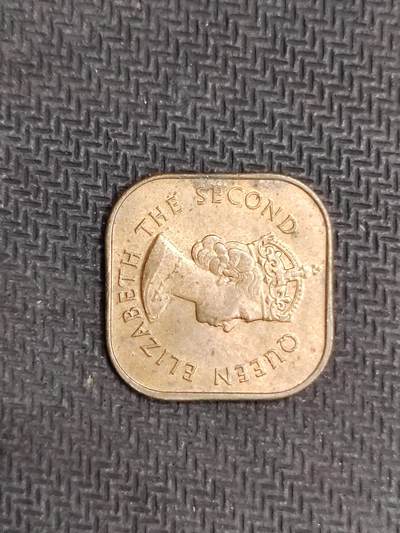 QUEEN ELIZABETH THE SECOND